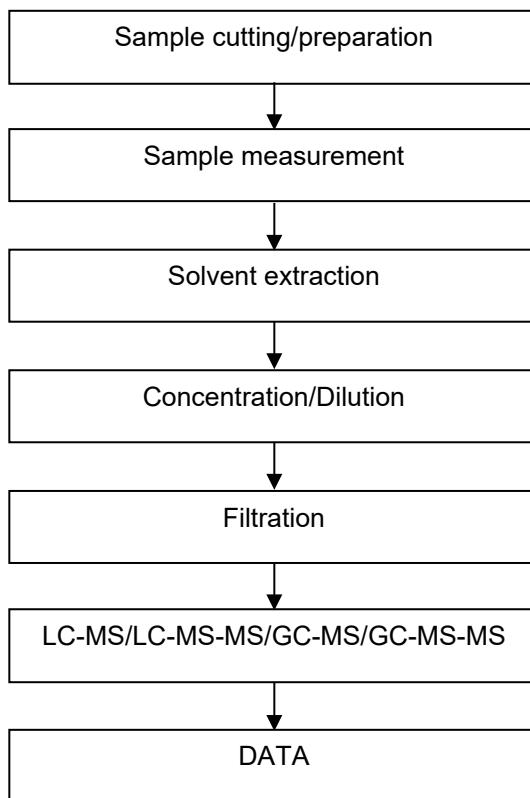 Sample cutting/preparation
Sample measurement
Solvent extraction
Concentration/Dilution
Filtration
LC-MS/LC-MS-MS/GC-MS/GC-MS-MS
DATA